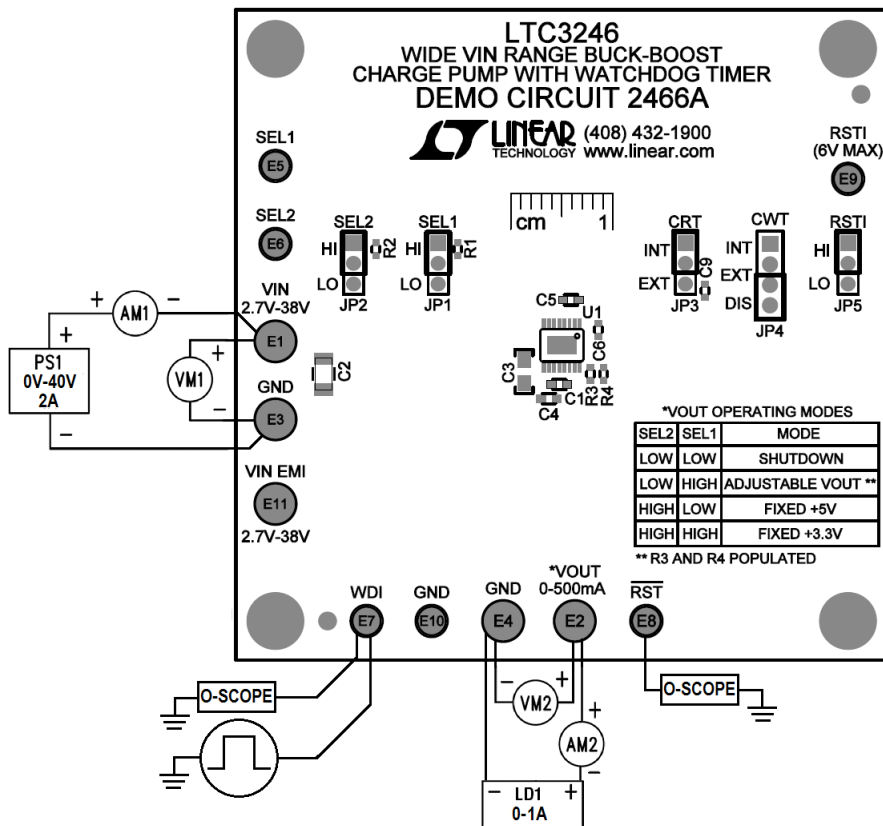 LTC3246
WIDE VIN RANGE BUCK-BOOST
CHARGE PUMP WITH WATCHDOG TIMER
DEMO CIRCUIT 2466A
LINEAR
TECHNOLOGY
(408) 432-1900
www.linear.com
SEL1
E5
RSTI
(6V MAX)
E9
cm 1
SEL2
E6
SEL2
HI
LO
R2
JP2
SEL1
HI
LO
R1
JP1
CRT
INT
EXT
C9
JP3
CWT
INT
EXT
DIS
JP4
RSTI
HI
LO
JP5
VIN
2.7V-38V
E1
+ AM1 -
+
PS1
0V-40V
2A
-
+
VM1
-
GND
E3
C2
C5
U1
C6
C3
C1
C4
R3
R4
VIN EMI
E11
2.7V-38V
*VOUT OPERATING MODES
SEL2 SEL1 MODE
LOW LOW SHUTDOWN
LOW HIGH ADJUSTABLE VOUT **
HIGH LOW FIXED +5V
HIGH HIGH FIXED +3.3V
** R3 AND R4 POPULATED
WDI
E7
GND
E10
GND
E4
*VOUT
0-500mA
E2
RST
E8
O-SCOPE
- VM2 +
O-SCOPE
+
AM2
-
- LD1 +
0-1A